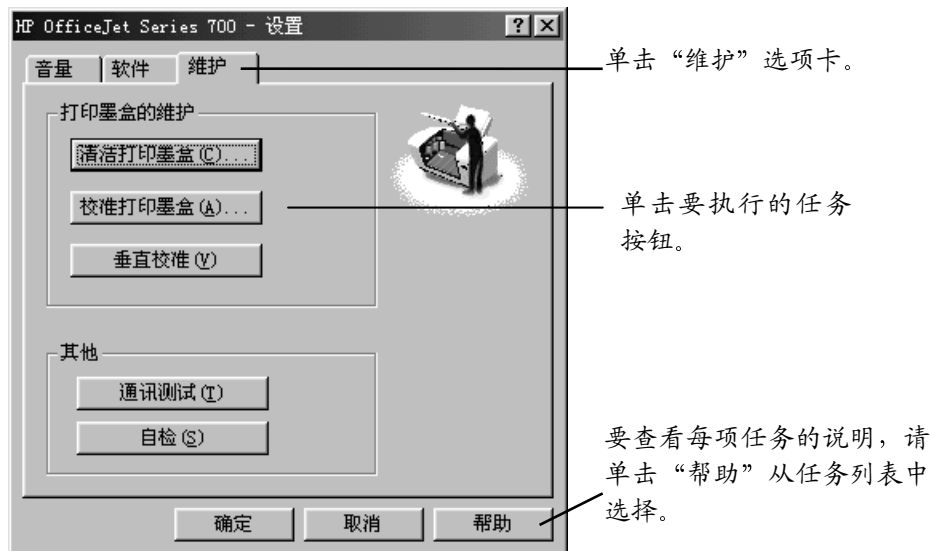 HP OfficeJet Series 700 - 设置
音量 软件 维护
单击“维护”选项卡。
打印墨盒的维护
清洁打印墨盒(C)...
校准打印墨盒(A)...
垂直校准(V)
单击要执行的任务
按钮。
其他
通讯测试(T)
自检(S)
要查看每项任务的说明，请
单击“帮助”从任务列表中
选择。
确定 取消 帮助